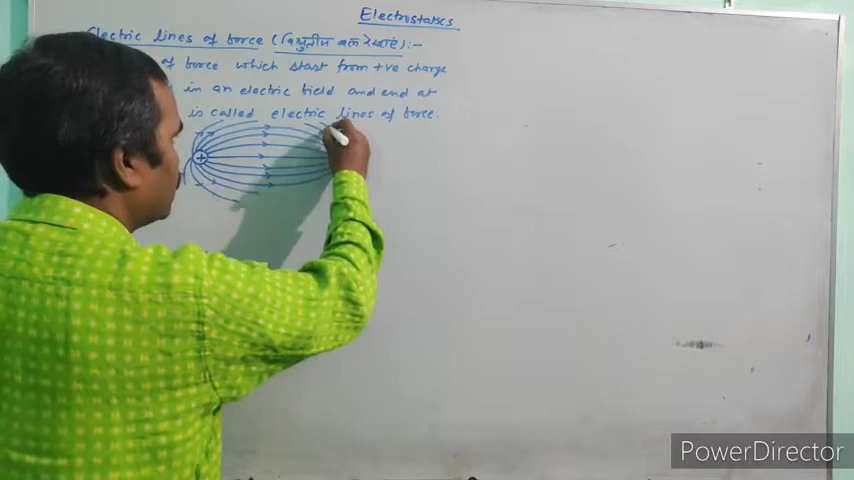 Electrostatics
Electric lines of force (विद्युतीय बल रेखाएं) :-
of force which start from +ve charge
in an electric field and end at
is called electric lines of force.
+
PowerDirector